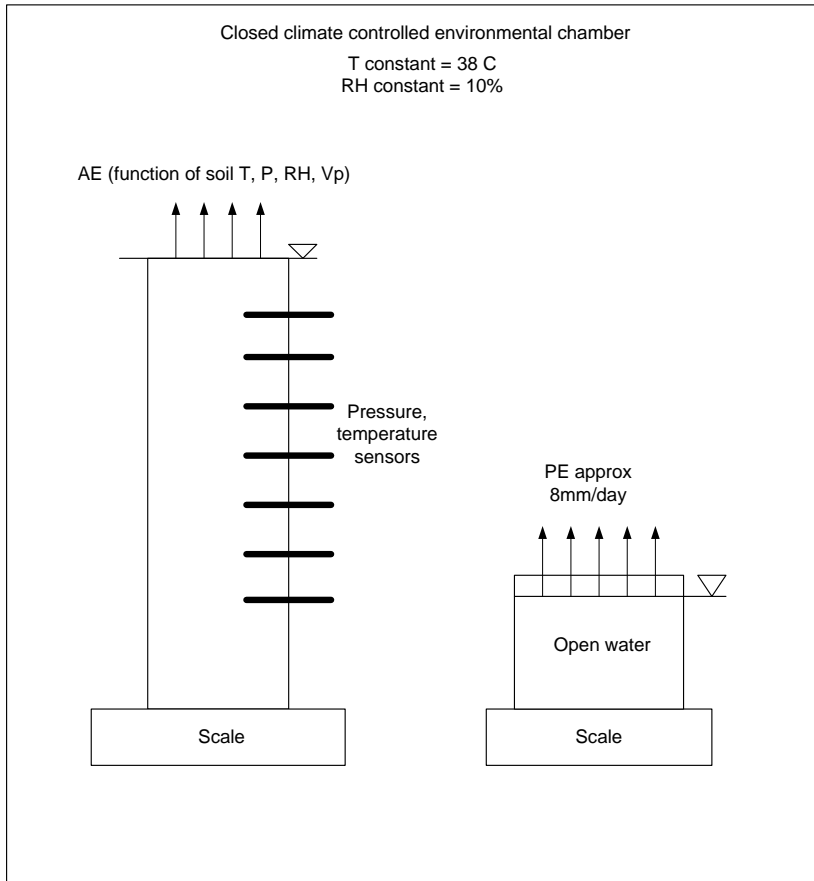 Closed climate controlled environmental chamber
T constant = 38 C
RH constant = 10%
AE (function of soil T, P, RH, Vp)
Pressure,
temperature
sensors
PE approx
8mm/day
Open water
Scale
Scale